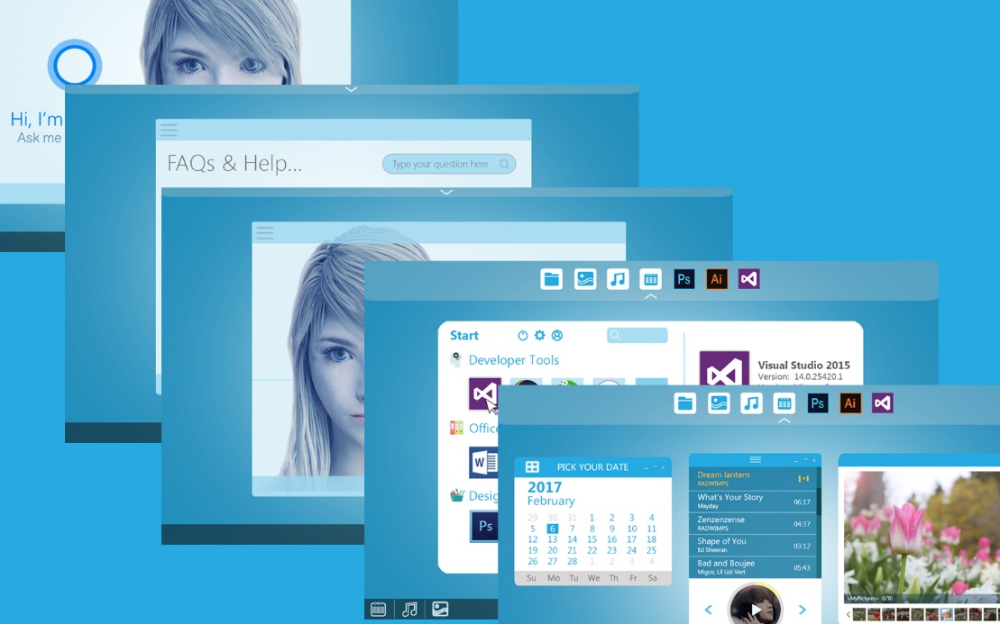 Hi, I'm
Ask me
FAQs & Help...
Type your question here
Ps
Ai
Start
Developer Tools
Visual Studio 2015
Version: 14.0.25420.1
Office
W
Desig
Ps
Ps
Ai
PICK YOUR DATE
2017
February
29 30 31 1 2 3 4
5 6 7 8 9 10 11
12 13 14 15 16 17 18
19 20 21 22 23 24 25
26 27 28 1 2 3 4
Su Mo Tu We Th Fr Sa
Dream lantern
RADWIMPS
What's Your Story 06:17
Mayday
Zenzenzense 04:37
RADWIMPS
Shape of You 03:12
Ed Sheeran
Bad and Boujee 05:43
Migos; Lil Uzi Vert
<MyPictures> 6/30